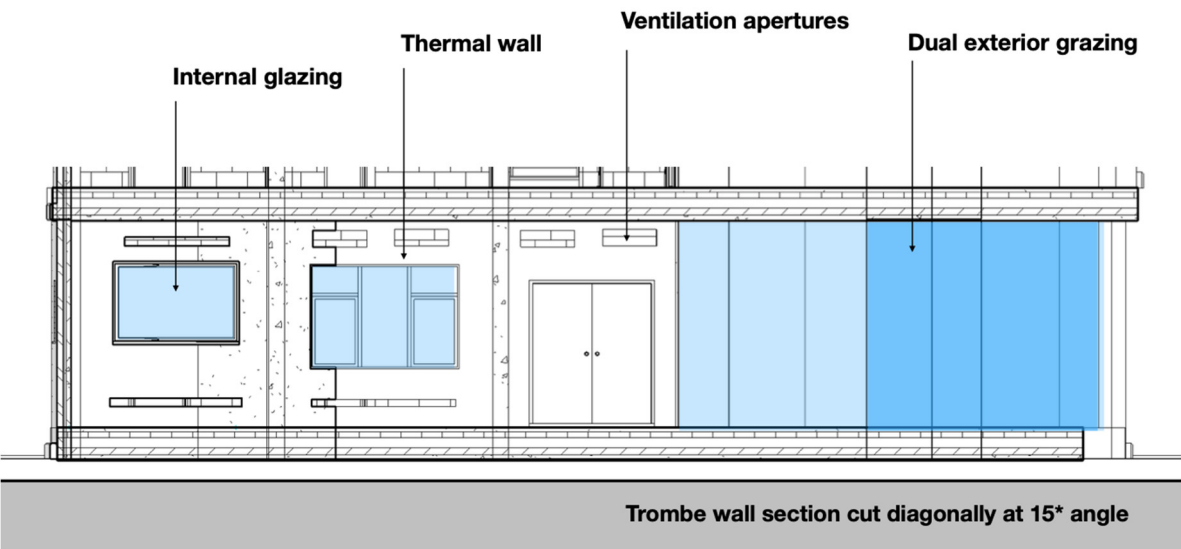 Ventilation apertures
Thermal wall
Dual exterior grazing
Internal glazing
Trombe wall section cut diagonally at 15* angle